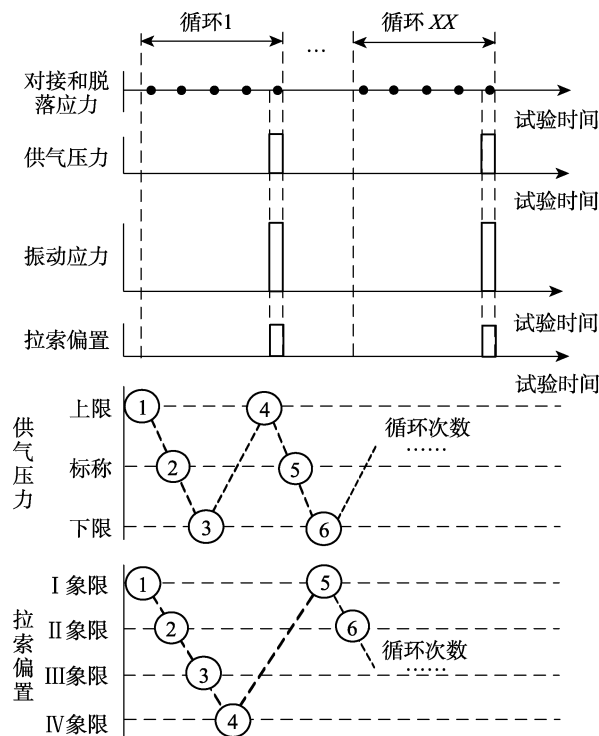 循环1
…
循环 XX
对接和脱
落应力
试验时间
供气压力
试验时间
振动应力
试验时间
拉索偏置
试验时间
供气压力
上限
标称
下限
1
2
3
4
5
6
循环次数
……
拉索偏置
Ⅰ象限
Ⅱ象限
Ⅲ象限
Ⅳ象限
1
2
3
4
5
6
循环次数
……